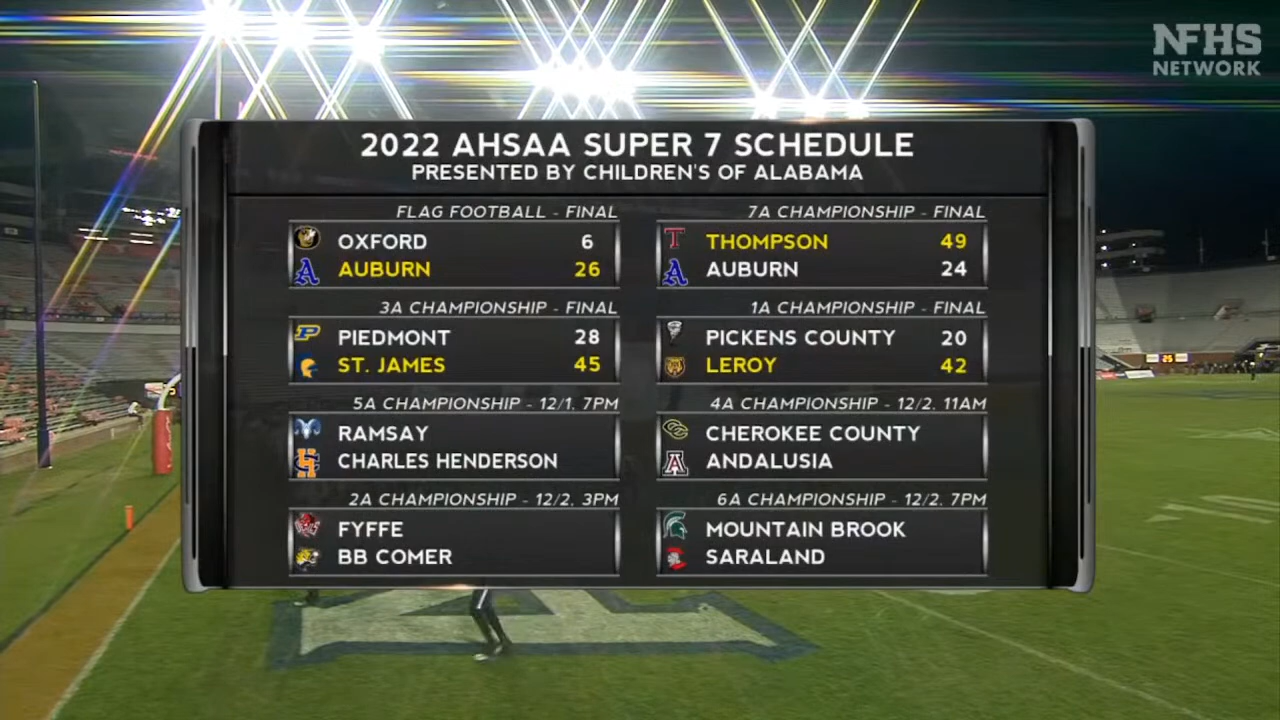 NFHS
NETWORK
2022 AHSAA SUPER 7 SCHEDULE
PRESENTED BY CHILDREN'S OF ALABAMA
FLAG FOOTBALL - FINAL
OXFORD 6
AUBURN 26
3A CHAMPIONSHIP - FINAL
PIEDMONT 28
ST. JAMES 45
5A CHAMPIONSHIP - 12/1, 7PM
RAMSAY
CHARLES HENDERSON
2A CHAMPIONSHIP - 12/2, 3PM
FYFFE
BB COMER
7A CHAMPIONSHIP - FINAL
THOMPSON 49
AUBURN 24
1A CHAMPIONSHIP - FINAL
PICKENS COUNTY 20
LEROY 42
4A CHAMPIONSHIP - 12/2, 11AM
CHEROKEE COUNTY
ANDALUSIA
6A CHAMPIONSHIP - 12/2, 7PM
MOUNTAIN BROOK
SARALAND
25